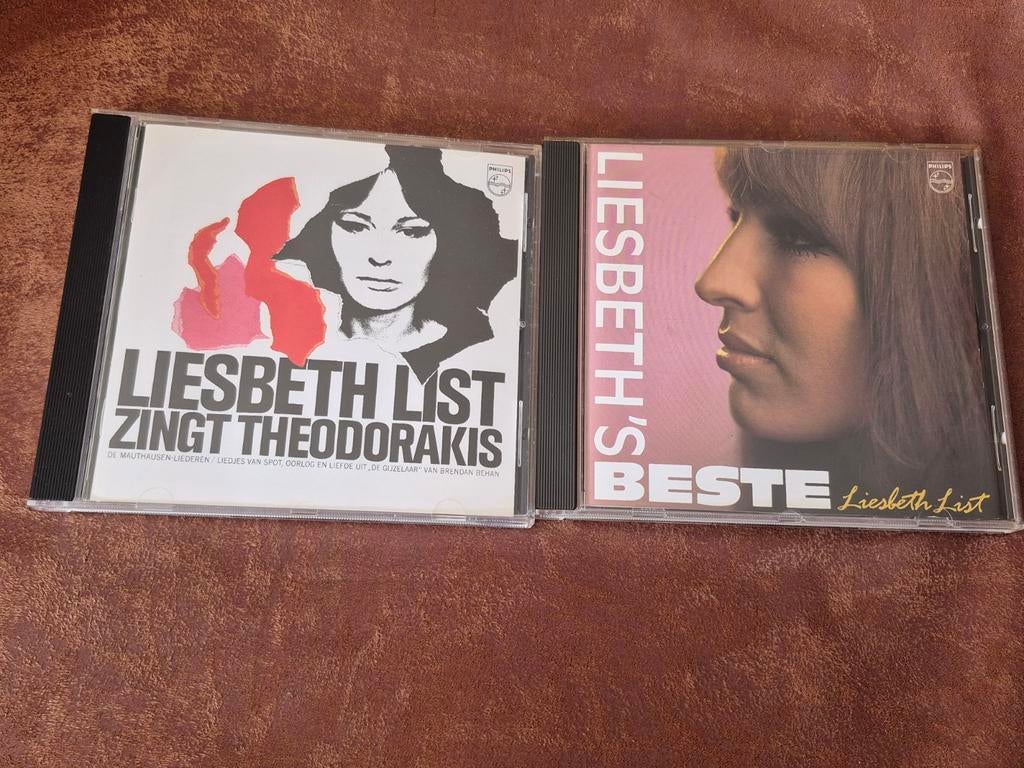 PHILIPS
LIESBETH LIST
ZINGT THEODORAKIS
DE MAUTHAUSEN-LIEDEREN / LIEDJES VAN SPOT, OORLOG EN LIEFDE UIT „DE GIJZELAAR" VAN BRENDAN BEHAN
PHILIPS
LIESBETH'S
BESTE
Liesbeth List